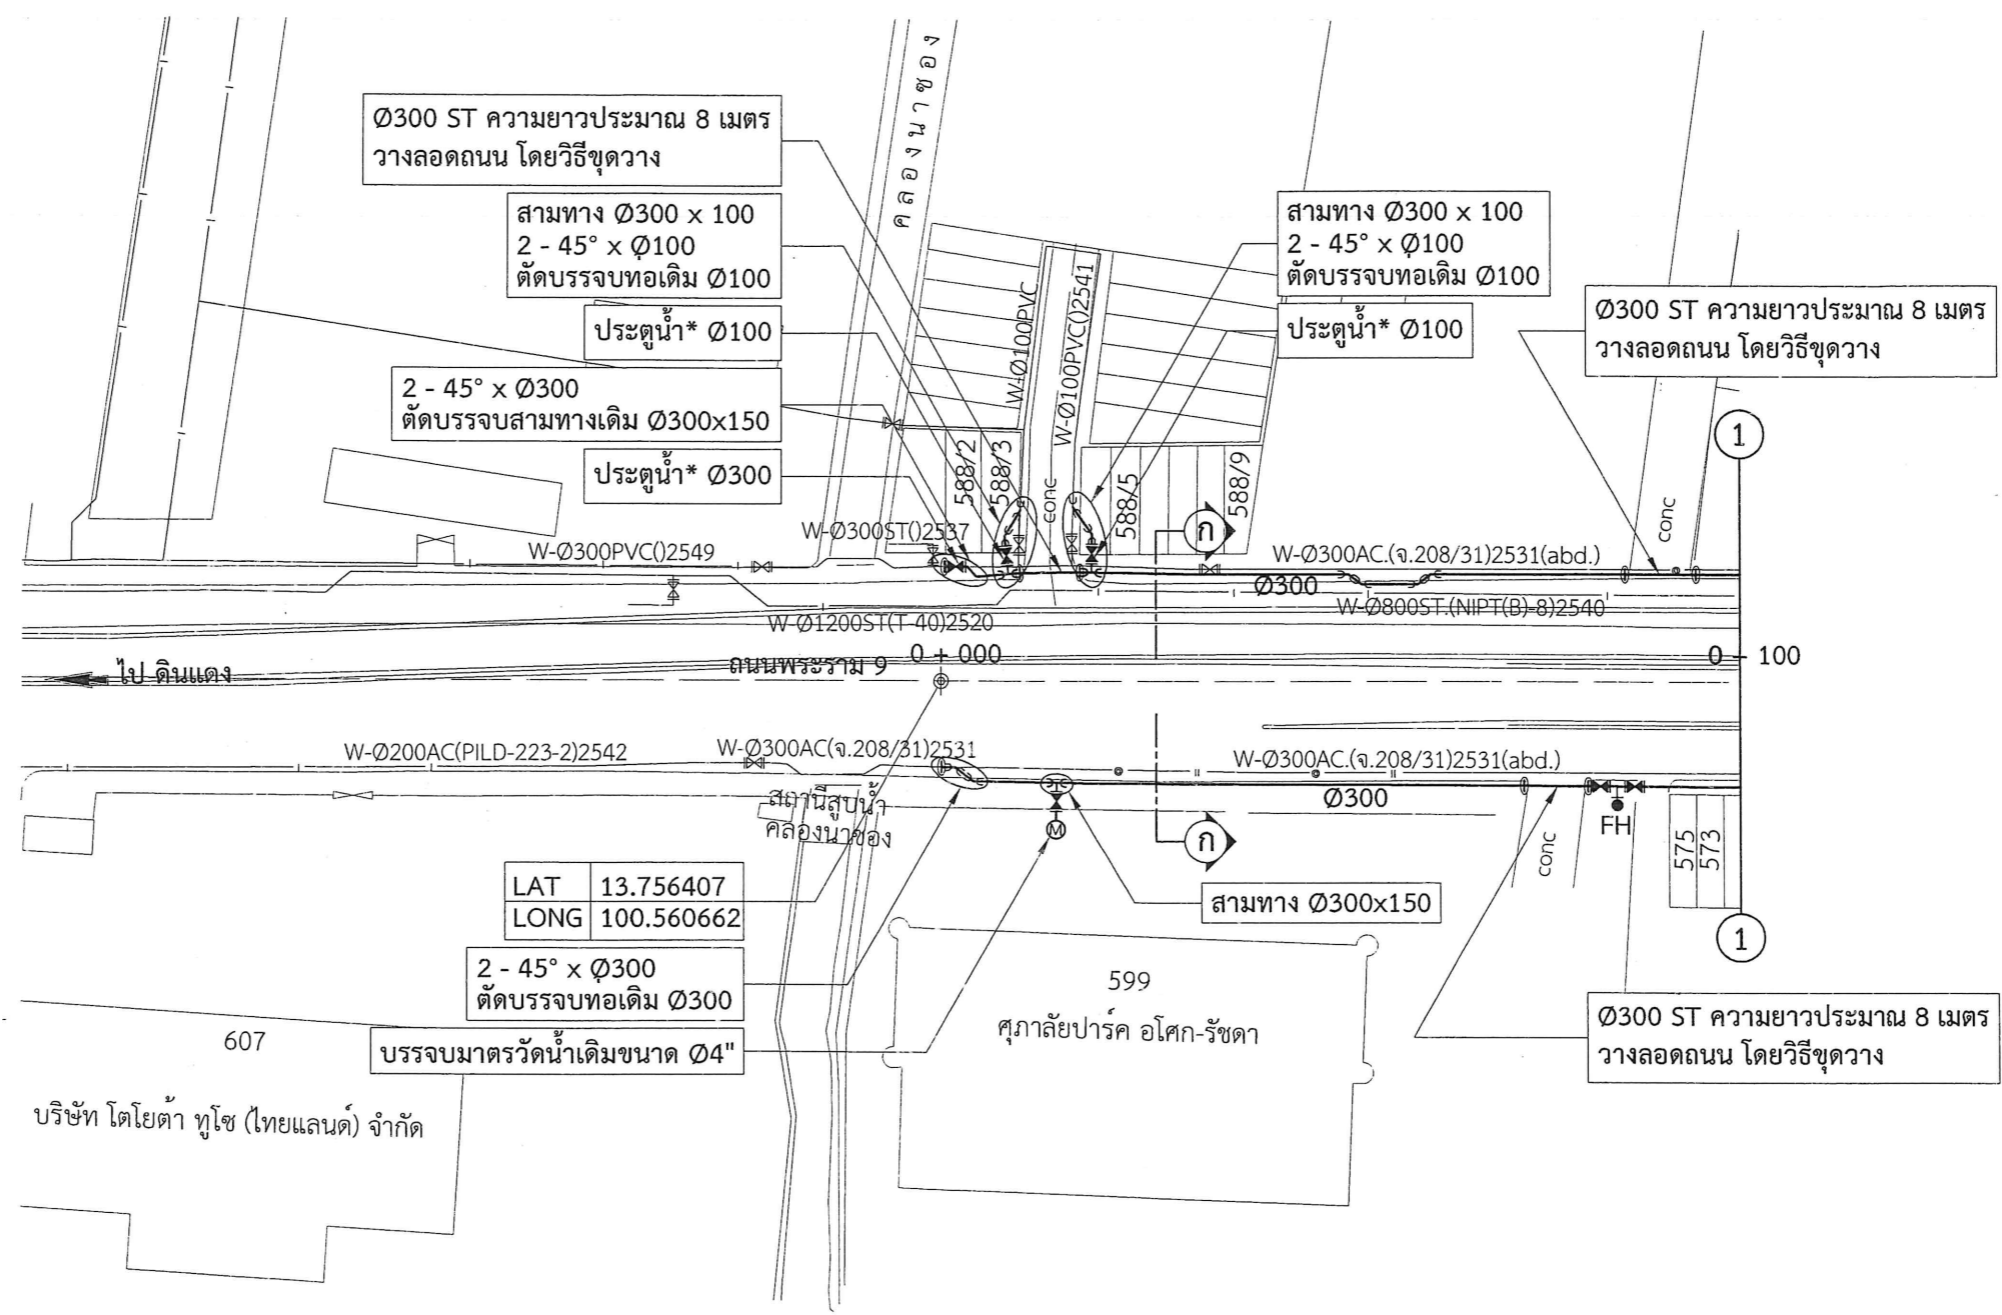 คลองนาซอง
Ø300 ST ความยาวประมาณ 8 เมตร
วางลอดถนน โดยวิธีขุดวาง
สามทาง Ø300 x 100
2 - 45° x Ø100
ตัดบรรจบท่อเดิม Ø100
ประตูน้ำ* Ø100
2 - 45° x Ø300
ตัดบรรจบสามทางเดิม Ø300x150
ประตูน้ำ* Ø300
สามทาง Ø300 x 100
2 - 45° x Ø100
ตัดบรรจบท่อเดิม Ø100
ประตูน้ำ* Ø100
Ø300 ST ความยาวประมาณ 8 เมตร
วางลอดถนน โดยวิธีขุดวาง
W-Ø100PVC
W-Ø100PVC()2541
588/2
588/3
conc
588/5
588/9
conc
1
ก
W-Ø300ST()2537
W-Ø300PVC()2549
W-Ø300AC.(จ.208/31)2531(abd.)
Ø300
W-Ø800ST.(NIPT(B)-8)2540
W-Ø1200ST(T-40)2520
0 + 000
0 + 100
ถนนพระราม 9
ไป ดินแดง
W-Ø200AC(PILD-223-2)2542
W-Ø300AC(จ.208/31)2531
W-Ø300AC.(จ.208/31)2531(abd.)
Ø300
สถานีสูบน้ำ
คลองนาซอง
M
ก
FH
conc
575
573
LAT 13.756407
LONG 100.560662
สามทาง Ø300x150
1
2 - 45° x Ø300
ตัดบรรจบท่อเดิม Ø300
บรรจบมาตรวัดน้ำเดิมขนาด Ø4"
599
ศุภาลัยปาร์ค อโศก-รัชดา
Ø300 ST ความยาวประมาณ 8 เมตร
วางลอดถนน โดยวิธีขุดวาง
607
บริษัท โตโยต้า ทูโช (ไทยแลนด์) จำกัด